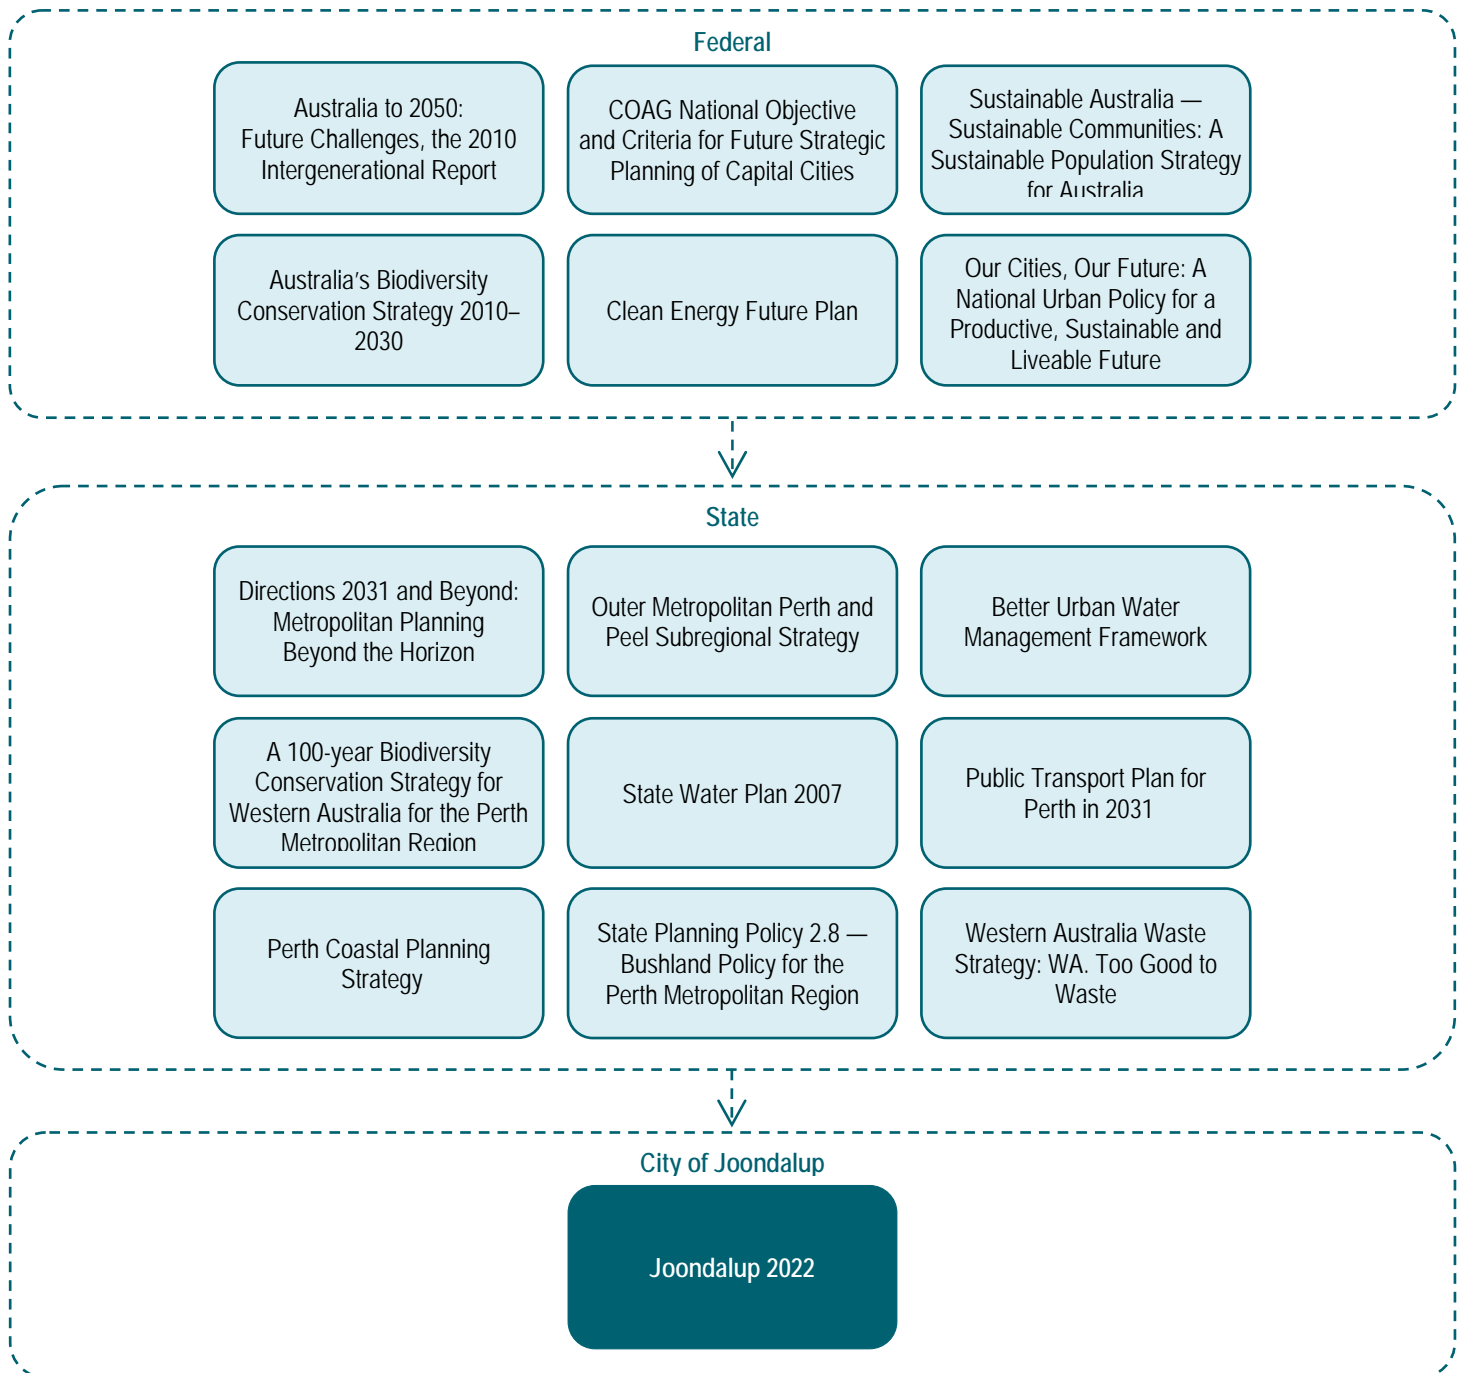 Federal
Australia to 2050:
Future Challenges, the 2010
Intergenerational Report
COAG National Objective
and Criteria for Future Strategic
Planning of Capital Cities
Sustainable Australia —
Sustainable Communities: A
Sustainable Population Strategy
for Australia
Australia’s Biodiversity
Conservation Strategy 2010–
2030
Clean Energy Future Plan
Our Cities, Our Future: A
National Urban Policy for a
Productive, Sustainable and
Liveable Future
State
Directions 2031 and Beyond:
Metropolitan Planning
Beyond the Horizon
Outer Metropolitan Perth and
Peel Subregional Strategy
Better Urban Water
Management Framework
A 100-year Biodiversity
Conservation Strategy for
Western Australia for the Perth
Metropolitan Region
State Water Plan 2007
Public Transport Plan for
Perth in 2031
Perth Coastal Planning
Strategy
State Planning Policy 2.8 —
Bushland Policy for the
Perth Metropolitan Region
Western Australia Waste
Strategy: WA. Too Good to
Waste
City of Joondalup
Joondalup 2022